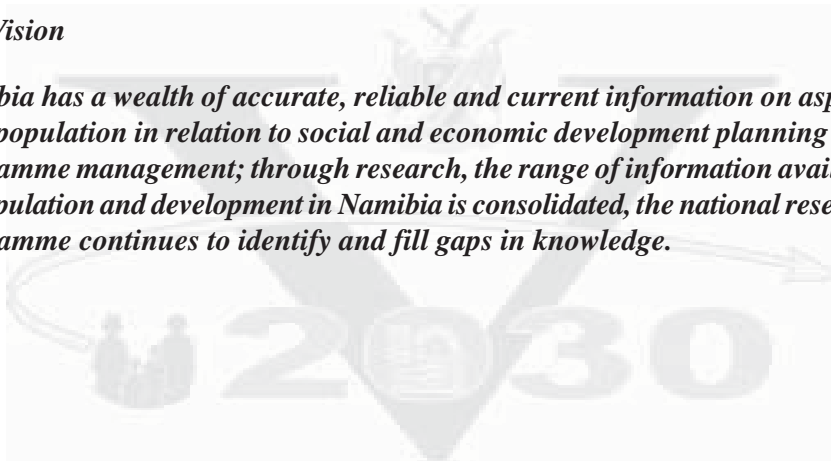 Vision
bia has a wealth of accurate, reliable and current information on asp
population in relation to social and economic development planning
amme management; through research, the range of information avail
pulation and development in Namibia is consolidated, the national rese
amme continues to identify and fill gaps in knowledge.
V
2030